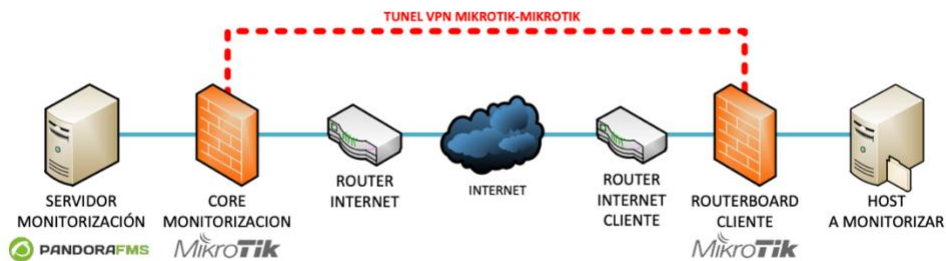 TUNEL VPN MIKROTIK-MIKROTIK
SERVIDOR
MONITORIZACIÓN
PANDORAFMS
CORE
MONITORIZACION
MikroTik
ROUTER
INTERNET
INTERNET
ROUTER
INTERNET
CLIENTE
ROUTERBOARD
CLIENTE
MikroTik
HOST
A MONITORIZAR